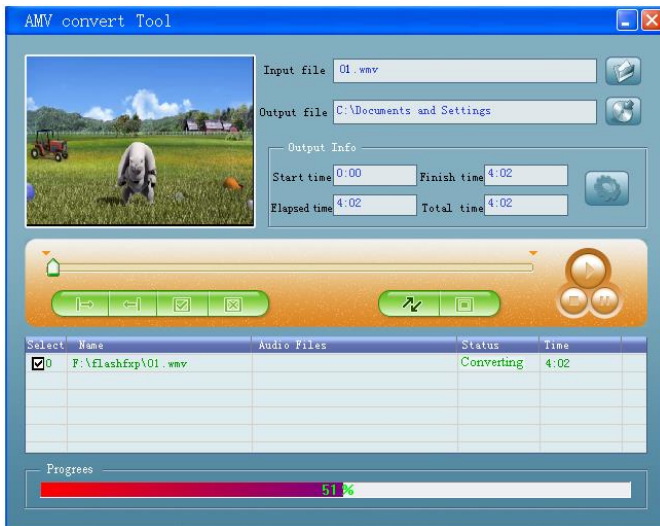 AMV convert Tool
Input file 01.wmv
Output file C:\Documents and Settings
Output Info
Start time 0:00 Finish time 4:02
Elapsed time 4:02 Total time 4:02
Select Name Audio Files Status Time
0 F:\flashfxp\01.wmv Converting 4:02
Progrees
51 %